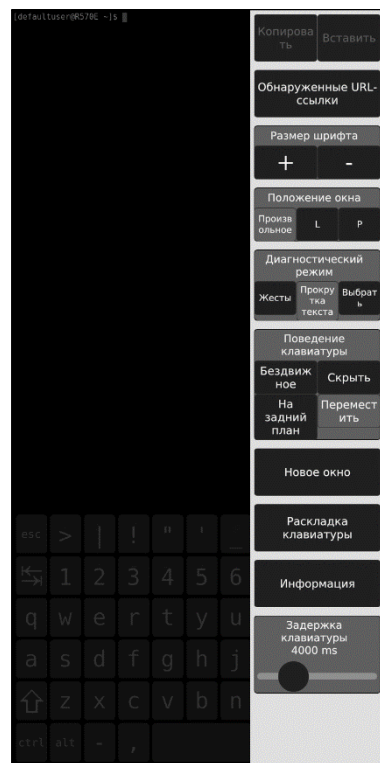 [defaultuser@R570E ~]$
Копирова
ть
Вставить
Обнаруженные URL-
ссылки
Размер шрифта
+ -
Положение окна
Произв
ольное
L
P
Диагностический
режим
Жесты
Прокру
тка
текста
Выбрат
ь
Поведение
клавиатуры
Бездвиж
ное
Скрыть
На
задний
план
Перемест
ить
Новое окно
Раскладка
клавиатуры
Информация
Задержка
клавиатуры
4000 ms
esc > | ! " ' _
1 2 3 4 5 6
q w e r t y u
a s d f g h j
z x c v b n
ctrl alt - ,